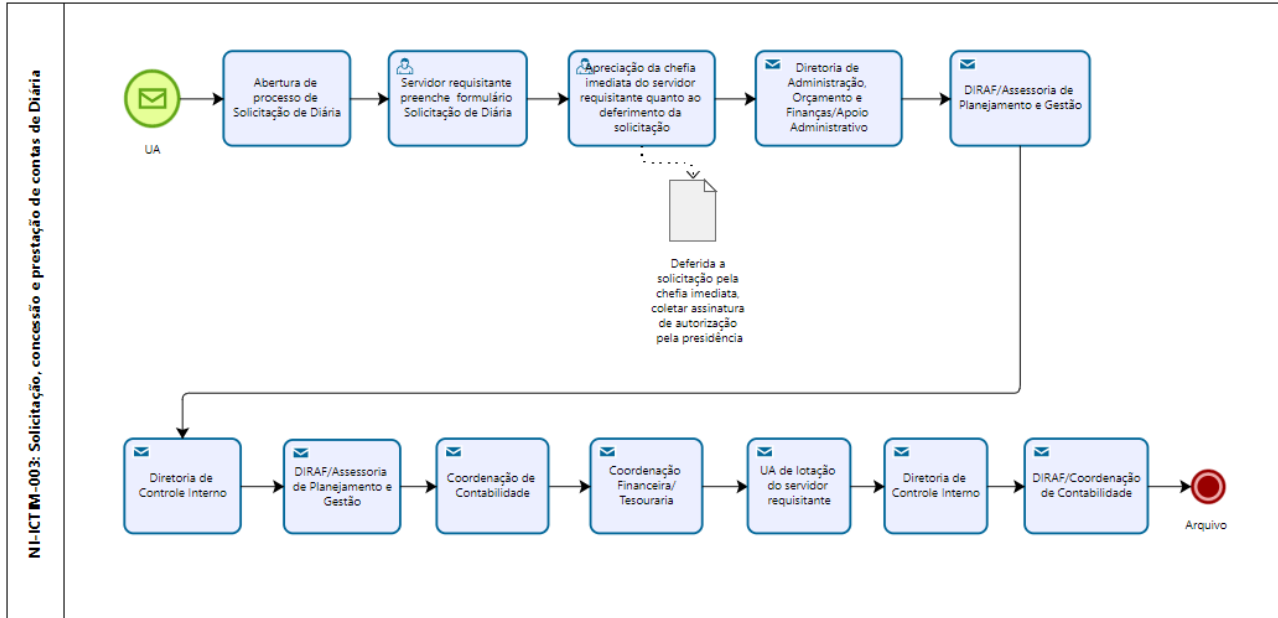 NI-ICTIM-003: Solicitação, concessão e prestação de contas de Diária
UA
Abertura de
processo de
Solicitação de Diária
Servidor requisitante
preenche formulário
Solicitação de Diária
Apreciação da chefia
imediata do servidor
requisitante quanto ao
deferimento da
solicitação
Diretoria de
Administração,
Orçamento e
Finanças/Apoio
Administrativo
DIRAF/Assessoria de
Planejamento e Gestão
Deferida a
solicitação pela
chefia imediata,
coletar assinatura
de autorização
pela presidência
Diretoria de
Controle Interno
DIRAF/Assessoria
de Planejamento e
Gestão
Coordenação de
Contabilidade
Coordenação
Financeira/
Tesouraria
UA de lotação
do servidor
requisitante
Diretoria de
Controle Interno
DIRAF/Coordenação
de Contabilidade
Arquivo